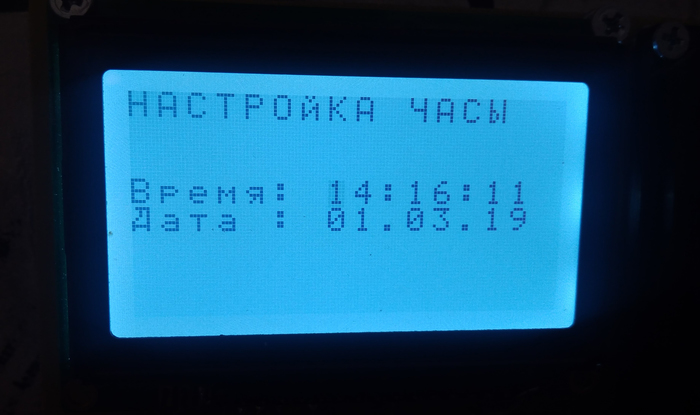 НАСТРОЙКА ЧАСЫ
Время: 14:16:11
Дата : 01.03.19